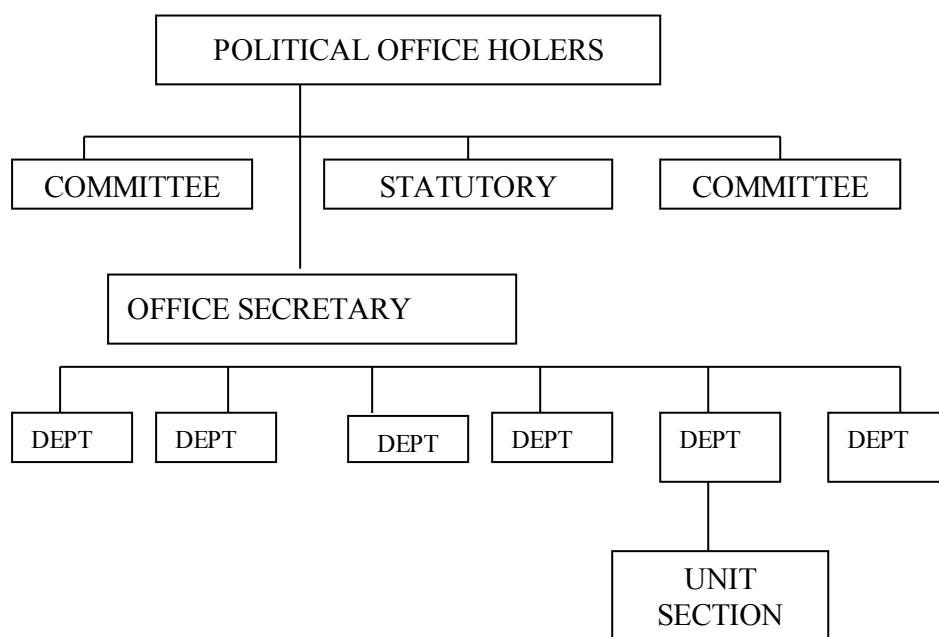 POLITICAL OFFICE HOLERS
COMMITTEE
STATUTORY
COMMITTEE
OFFICE SECRETARY
DEPT
DEPT
DEPT
DEPT
DEPT
DEPT
UNIT
SECTION